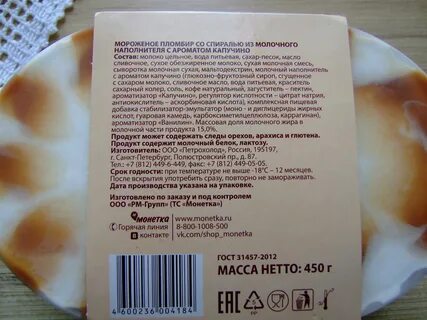 МОРОЖЕНОЕ ПЛОМБИР СО СПИРАЛЬЮ ИЗ МОЛОЧНОГО
НАПОЛНИТЕЛЯ С АРОМАТОМ КАПУЧИНО
Состав: молоко цельное, вода питьевая, сахар-песок, масло
сливочное, сухое обезжиренное молоко, сухая молочная смесь,
сыворотка молочная сухая, мальтодекстрин, молочный наполнитель
с ароматом капучино (глюкозно-фруктозный сироп, сгущенное
с сахаром молоко, масло сливочное, вода питьевая, краситель
сахарный колер, соль, кофе натуральный, загуститель – пектин,
ароматизатор «Капучино», регулятор кислотности – цитрат натрия,
антиокислитель – аскорбиновая кислота), комплексная пищевая
добавка стабилизатор-эмульгатор (моно - и диглицериды жирных
кислот, гуаровая камедь, карбоксиметилцеллюлоза, каррагинан),
ароматизатор «Ванилин». Массовая доля молочного жира в
молочной части продукта 15,0%.
Продукт может содержать следы орехов, арахиса и глютена.
Продукт содержит молочный белок, лактозу.
Изготовитель: ООО «Петрохолод», Россия, 195197,
г. Санкт-Петербург, Полюстровский пр., д. 87.
Тел.: +7 (812) 449-6-449, факс: +7 (812) 449-05-05.
Срок годности: при температуре не выше -18°C – 12 месяцев.
После вскрытия употребить сразу, повторно не замораживать.
Дата производства указана на упаковке.
Изготовлено по заказу и под контролем
ООО «РМ-Групп» (ТС «Монетка»)
монетка www.monetka.ru
Горячая линия 8-800-1008-500
В контакте vk.com/shop_monetka
ГОСТ 31457-2012
МАССА НЕТТО: 450 г
EAC
PP
4 600236 004184